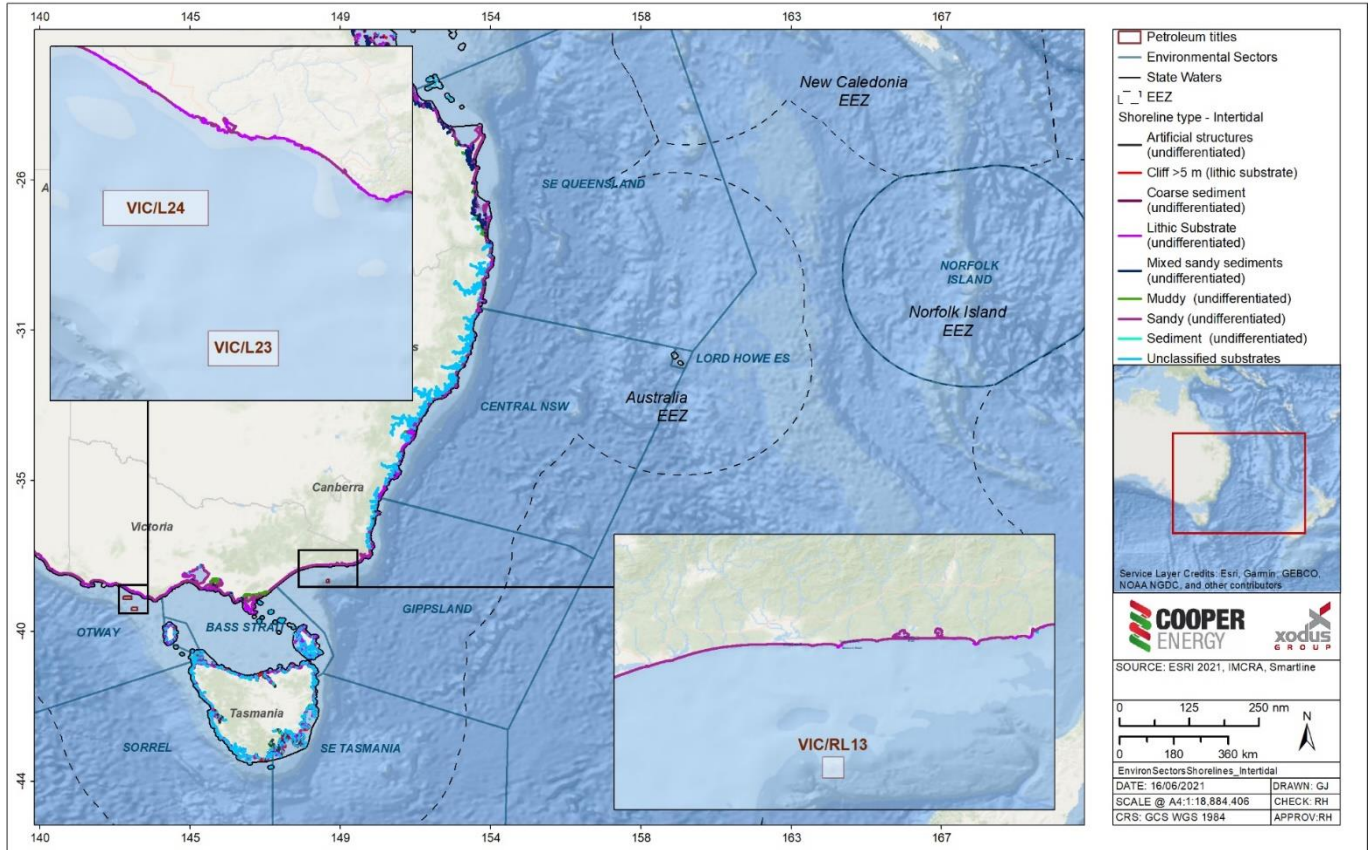 140
145
149
154
158
163
167
-26
-31
-35
-40
-44
A
s
VIC/L24
VIC/L23
New Caledonia
EEZ
SE QUEENSLAND
NORFOLK
ISLAND
Norfolk Island
EEZ
LORD HOWE ES
Australia
EEZ
CENTRAL NSW
Canberra
Victoria
GIPPSLAND
OTWAY
BASS STRAIT
Tasmania
SORREL
SE TASMANIA
VIC/RL13
Petroleum titles
Environmental Sectors
State Waters
EEZ
Shoreline type - Intertidal
Artificial structures
(undifferentiated)
Cliff >5 m (lithic substrate)
Coarse sediment
(undifferentiated)
Lithic Substrate
(undifferentiated)
Mixed sandy sediments
(undifferentiated)
Muddy (undifferentiated)
Sandy (undifferentiated)
Sediment (undifferentiated)
Unclassified substrates
Service Layer Credits: Esri, Garmin, GEBCO,
NOAA NGDC, and other contributors
COOPER
ENERGY
xodus
GROUP
SOURCE: ESRI 2021, IMCRA, Smartline
0 125 250 nm
N
0 180 360 km
EnvironSectorsShorelines_Intertidal
DATE: 16/06/2021 DRAWN: GJ
SCALE @ A4:1:18,884,406 CHECK: RH
CRS: GCS WGS 1984 APPROV:RH